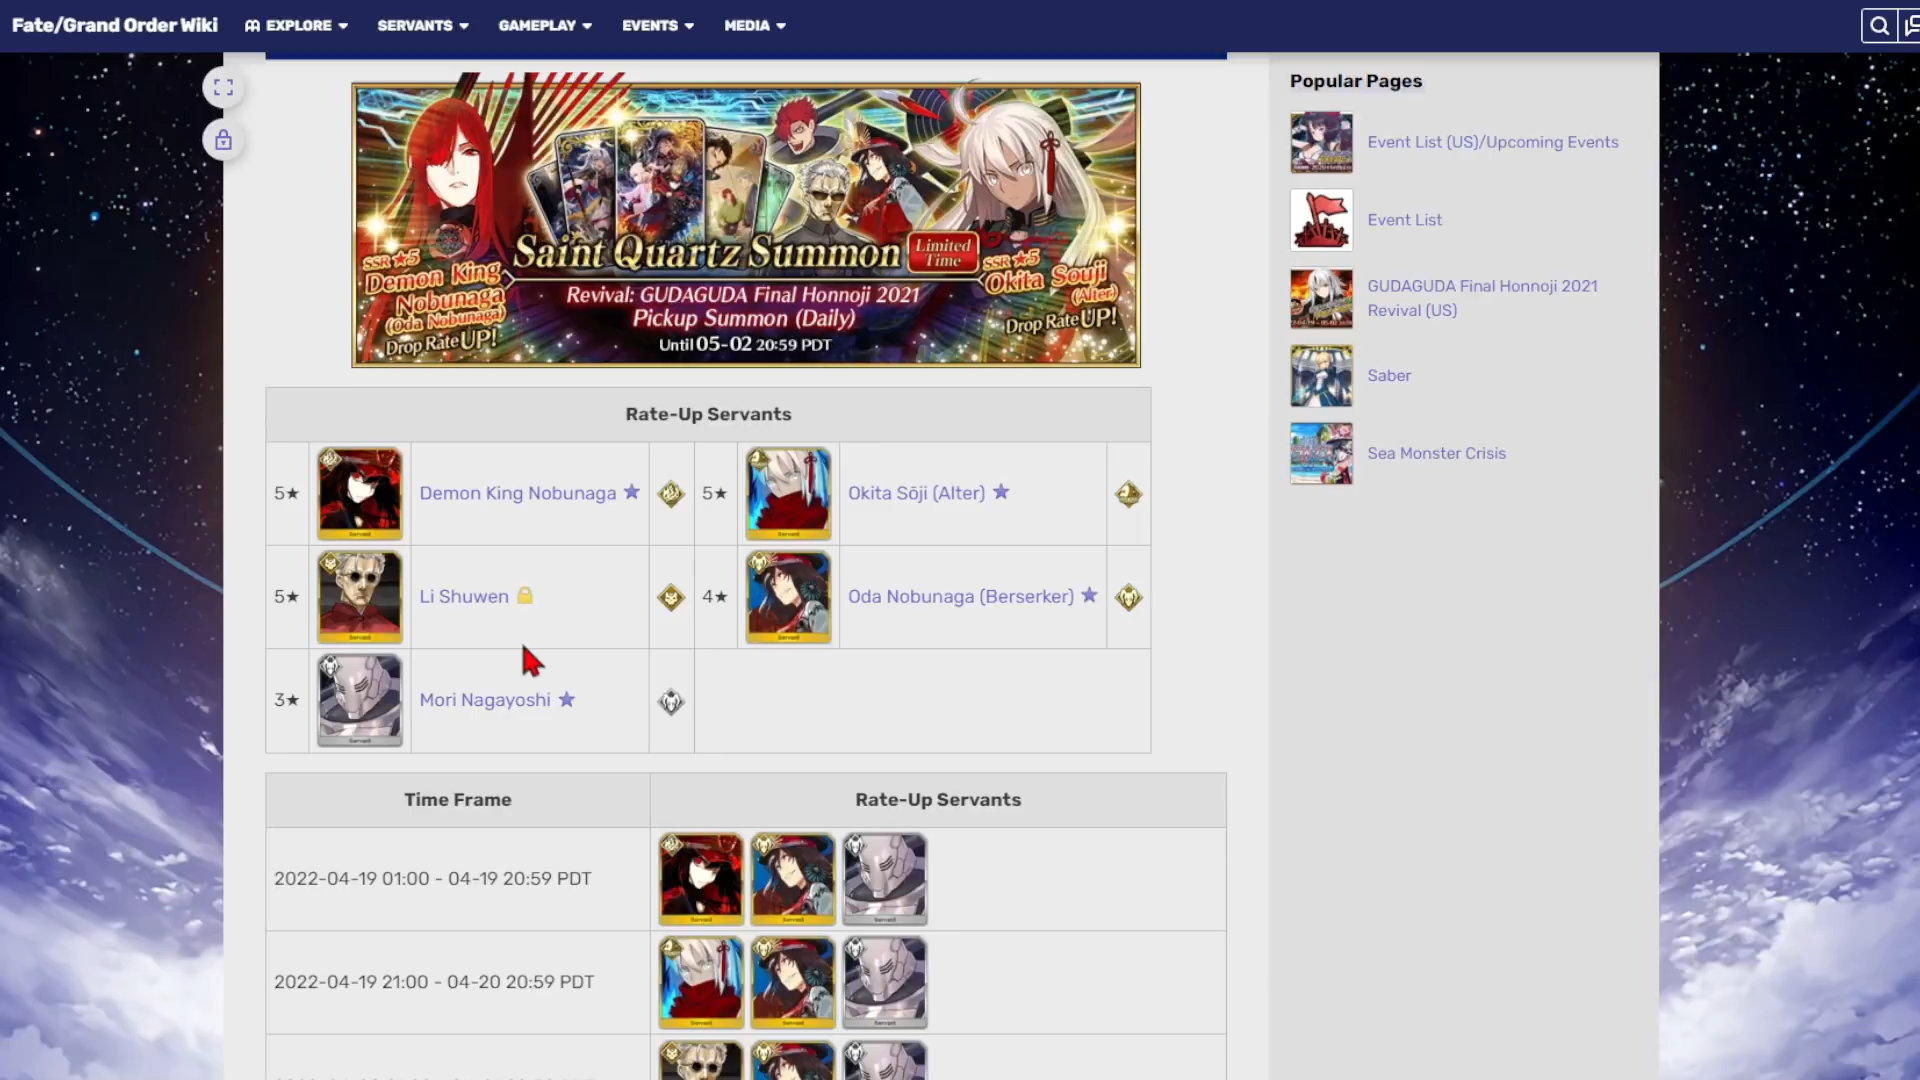 Fate/Grand Order Wiki
EXPLORE
SERVANTS
GAMEPLAY
EVENTS
MEDIA
SSR ★5
Demon King
Nobunaga
(Oda Nobunaga)
Drop Rate UP!
Saint Quartz Summon
Limited
Time
Revival: GUDAGUDA Final Honnoji 2021
Pickup Summon (Daily)
Until 05-02 20:59 PDT
SSR ★5
Okita Souji
(Alter)
Drop Rate UP!
Rate-Up Servants
5★ Demon King Nobunaga ★ 5★ Okita Sōji (Alter) ★
5★ Li Shuwen 4★ Oda Nobunaga (Berserker) ★
3★ Mori Nagayoshi ★
Time Frame Rate-Up Servants
2022-04-19 01:00 - 04-19 20:59 PDT
2022-04-19 21:00 - 04-20 20:59 PDT
Popular Pages
Event List (US)/Upcoming Events
Event List
GUDAGUDA Final Honnoji 2021
Revival (US)
Saber
Sea Monster Crisis